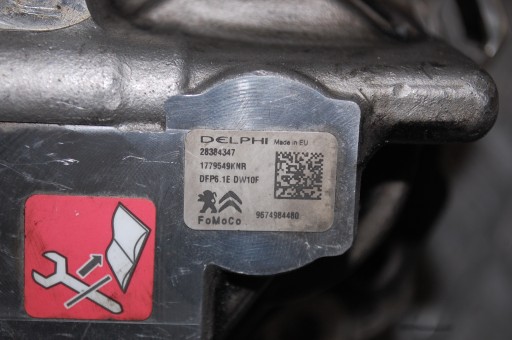 DELPHI Made in EU
28384347
1779549KNR
DFP6.1E DW10F
FoMoCo 9674984480